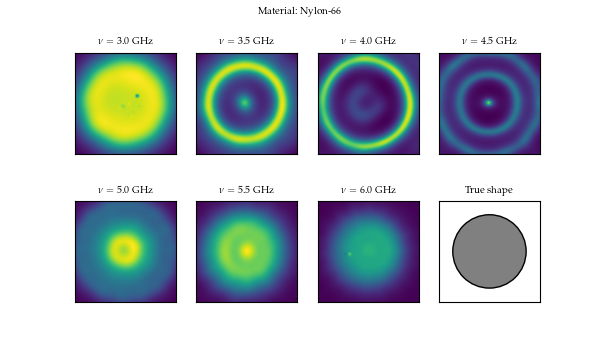 Material: Nylon-66
ν = 3.0 GHz
ν = 3.5 GHz
ν = 4.0 GHz
ν = 4.5 GHz
ν = 5.0 GHz
ν = 5.5 GHz
ν = 6.0 GHz
True shape